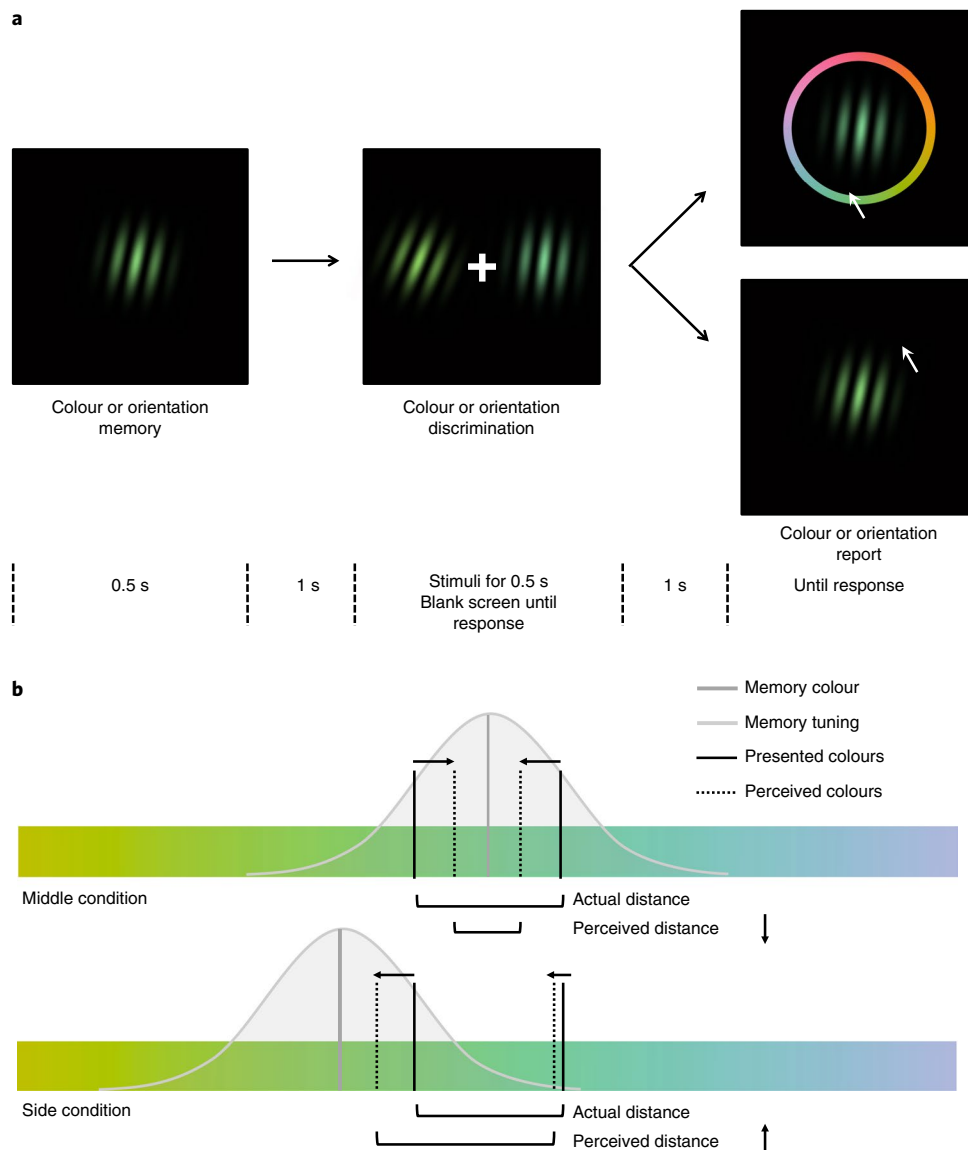 a
Colour or orientation
memory
Colour or orientation
discrimination
Colour or orientation
report
0.5 s
1 s
Stimuli for 0.5 s
Blank screen until
response
1 s
Until response
b
Memory colour
Memory tuning
Presented colours
Perceived colours
Middle condition
Actual distance
Perceived distance
Side condition
Actual distance
Perceived distance